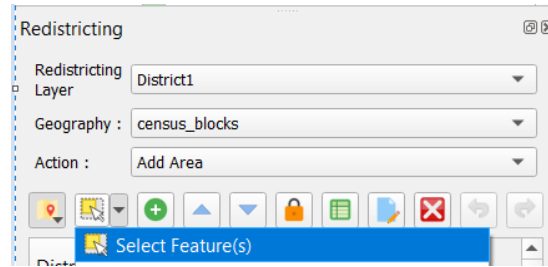 Redistricting
Redistricting
Layer
District1
Geography :
census_blocks
Action :
Add Area
Select Feature(s)